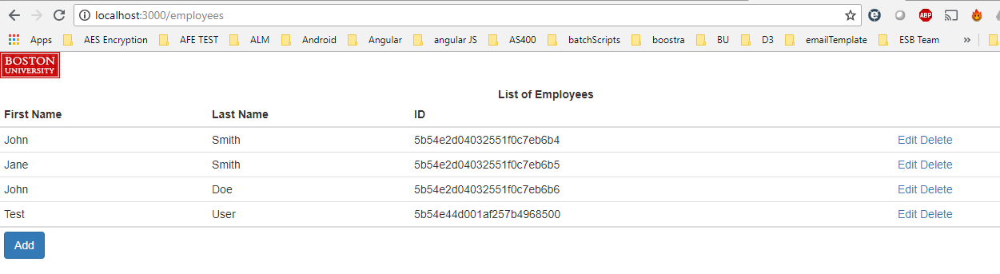 localhost:3000/employees
ABP
Apps AES Encryption AFE TEST ALM Android Angular angular JS AS400 batchScripts boostra BU D3 emailTemplate ESB Team »
BOSTON
UNIVERSITY
List of Employees
First Name Last Name ID
John Smith 5b54e2d04032551f0c7eb6b4 Edit Delete
Jane Smith 5b54e2d04032551f0c7eb6b5 Edit Delete
John Doe 5b54e2d04032551f0c7eb6b6 Edit Delete
Test User 5b54e44d001af257b4968500 Edit Delete
Add